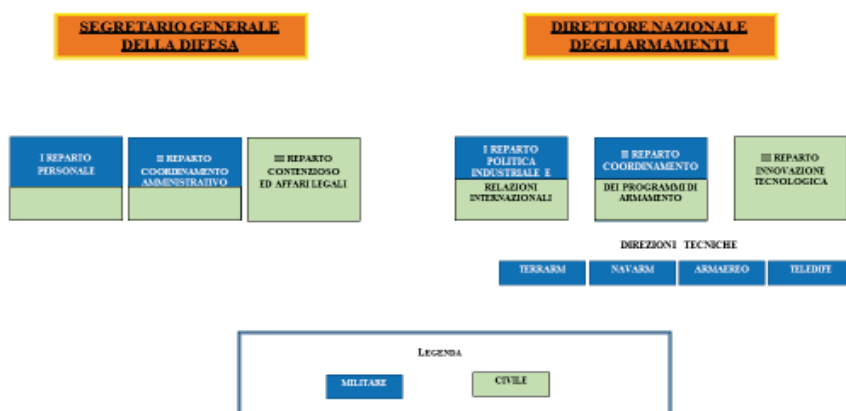 SEGRETARIO GENERALE
DELLA DIFESA
DIRETTORE NAZIONALE
DEGLI ARMAMENTI
I REPARTO
PERSONALE
II REPARTO
COORDINAMENTO
AMMINISTRATIVO
III REPARTO
CONTENZIOSO
ED AFFARI LEGALI
I REPARTO
POLITICA
INDUSTRIALE E
RELAZIONI
INTERNAZIONALI
II REPARTO
COORDINAMENTO
DEI PROGRAMMI DI
ARMAMENTO
III REPARTO
INNOVAZIONE
TECNOLOGICA
DIREZIONI TECNICHE
TERRARM
NAVARM
ARMAEREO
TELEDIFE
LEGENDA
MILITARE
CIVILE